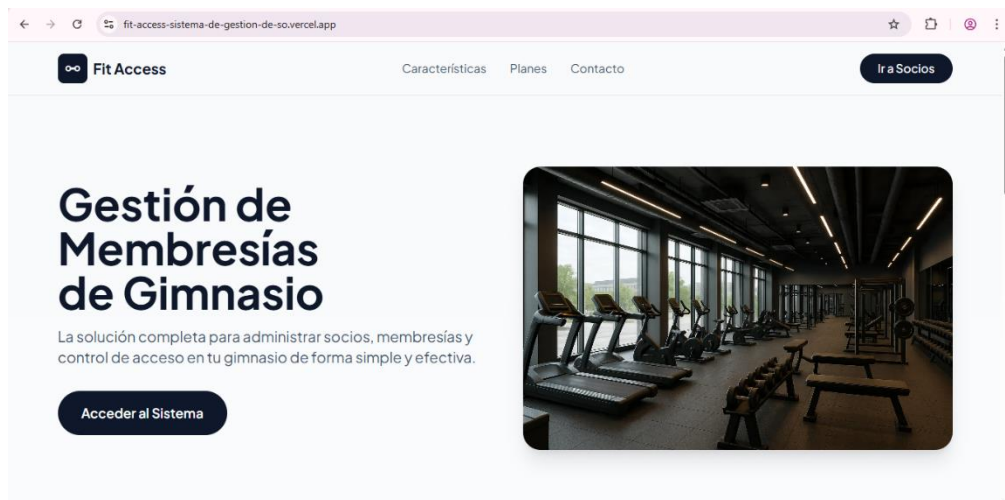 fit-access-sistema-de-gestion-de-so.vercel.app
Fit Access
Características
Planes
Contacto
Ir a Socios
Gestión de
Membresías
de Gimnasio
La solución completa para administrar socios, membresías y
control de acceso en tu gimnasio de forma simple y efectiva.
Acceder al Sistema